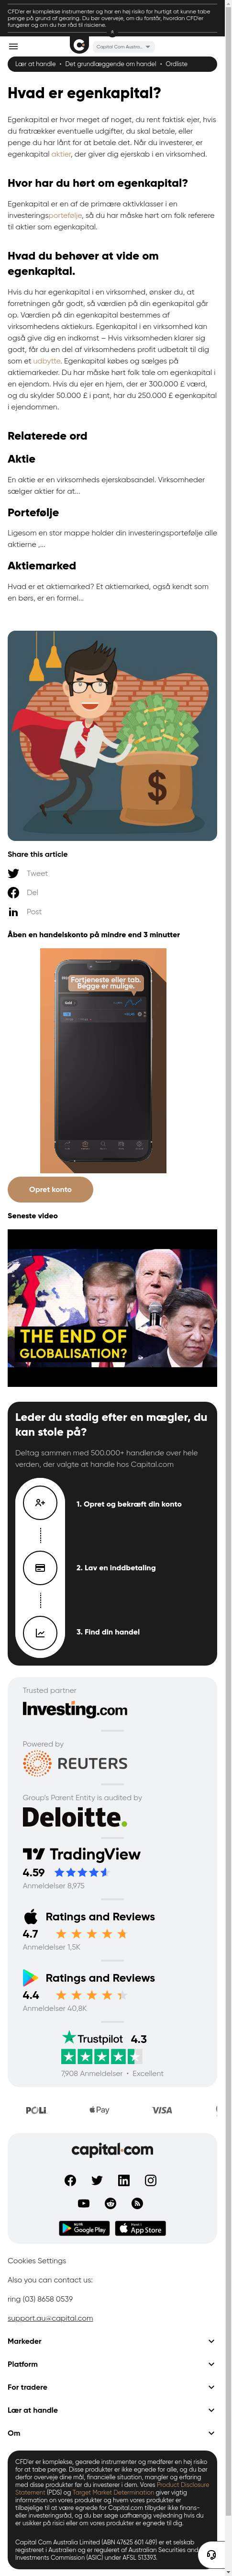 CFD'er er komplekse instrumenter og har en høj risiko for hurtigt at kunne tabe
penge på grund af gearing. Du bør overveje, om du forstår, hvordan CFD'er
fungerer og om du har råd til risiciene.
Capital Com Austra...
Lær at handle • Det grundlæggende om handel • Ordliste
Hvad er egenkapital?
Egenkapital er noget af meget værdi, du rent faktisk ejer, hvis
du fratrækker eventuelle udgifter, du skal betale, eller
penge du har lånt for at betale. Når du er investerer, er
egenkapital aktier, der giver dig ejerskab i en virksomhed.
Hvor har du hørt om egenkapital?
Egenkapital er en af de primære aktivklasser i en
investeringsportefølje, så du har måske hørt om folk referere
til aktier som egenkapital.
Hvad du behøver at vide om
egenkapital.
Hvis du har egenkapital i en virksomhed, ønsker du, at
forretningen går godt, så værdien på din egenkapital går
op. Værdien på din egenkapital bestemmes af
virksomhedens aktiekurs. Egenkapital i en virksomhed kan
også give dig en indkomst – Hvis virksomheden klarer sig
godt, får du en del af virksomhedens profit udbetalt til dig
som et udbytte. Egenkapital købes og sælges på
aktiemarkeder. Du har måske hørt folk tale om egenkapital i
en ejendom. Hvis du ejer en hjem, der er 300.000 £ værd,
og du skylder 50.000 £ i pant, har du 250.000 £ egenkapital
i ejendommen.
Relaterede ord
Aktie
En aktie er en virksomheds ejerskabsandel. Virksomheder
sælger aktier for at...
Portefølje
Ligesom en stor mappe holder din investeringsportefølje alle
aktierne ,...
Aktiemarked
Hvad er et aktiemarked? Et aktiemarked, også kendt som
en børs, er en formel...
$
Share this article
Tweet
Del
Post
Åben en handelskonto på mindre end 3 minutter
Fortjeneste eller tab.
Begge er mulige.
Opret konto
Seneste video
THE END OF
GLOBALISATION?
Leder du stadig efter en mægler, du
kan stole på?
Deltag sammen med 500.000+ handlende over hele
verden, der valgte at handle hos Capital.com
1. Opret og bekræft din konto
2. Lav en inddbetaling
3. Find din handel
Trusted partner
Investing.com
Powered by
REUTERS
Group's Parent Entity is audited by
Deloitte.
TradingView
4.59
Anmeldelser 8,975
Ratings and Reviews
4.7
Anmeldelser 1,5K
Ratings and Reviews
4.4
Anmeldelser 40,8K
Trustpilot 4.3
7,908 Anmeldelser • Excellent
POLi
Pay
VISA
capital.com
GET IT ON
Google Play
App Store
Cookies Settings
Also you can contact us:
ring (03) 8658 0539
support.au@capital.com
Markeder
Platform
For tradere
Lær at handle
Om
CFD'er er komplekse, gearede instrumenter og medfører en høj risiko
for at tabe penge. Disse produkter er ikke egnede for alle, og du bør
derfor overveje dine mål, financielle situation, mangler og erfaring
med disse produkter før du investerer i dem. Vores Product Disclosure
Statement (PDS) og Target Market Determination giver vigtig
information om vores produkter og hvem vores produkter er
tilbøjelige til at være egnede for Capital.com tilbyder ikke finans-
eller investringsråd, og du bør søge uafhængig vejledning, hvis du
er usikker på risici eller om vores produkter er egnede til dig.
Capital Com Australia Limited (ABN 47625 601 489) er et selskab
registreret i Australien og er reguleret af Australian Securities and
Investments Commission (ASIC) under AFSL 513393.